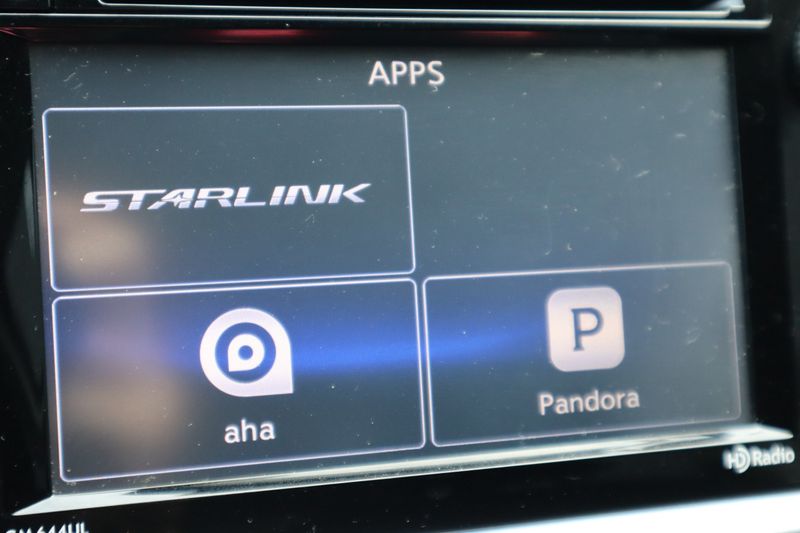 APPS
STARLINK
aha
P
Pandora
HD Radio